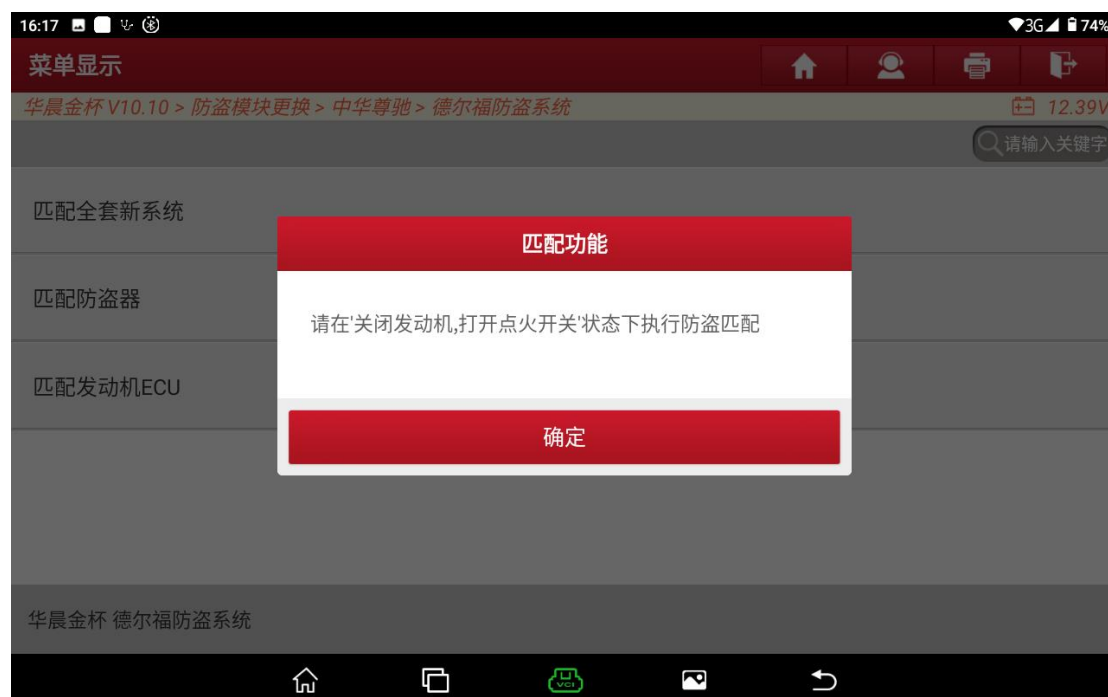 16:17 3G 74%
菜单显示
华晨金杯 V10.10 > 防盗模块更换 > 中华尊驰 > 德尔福防盗系统 12.39V
请输入关键字
匹配全套新系统
匹配功能
匹配防盗器
请在'关闭发动机,打开点火开关'状态下执行防盗匹配
匹配发动机ECU
确定
华晨金杯 德尔福防盗系统
VCI